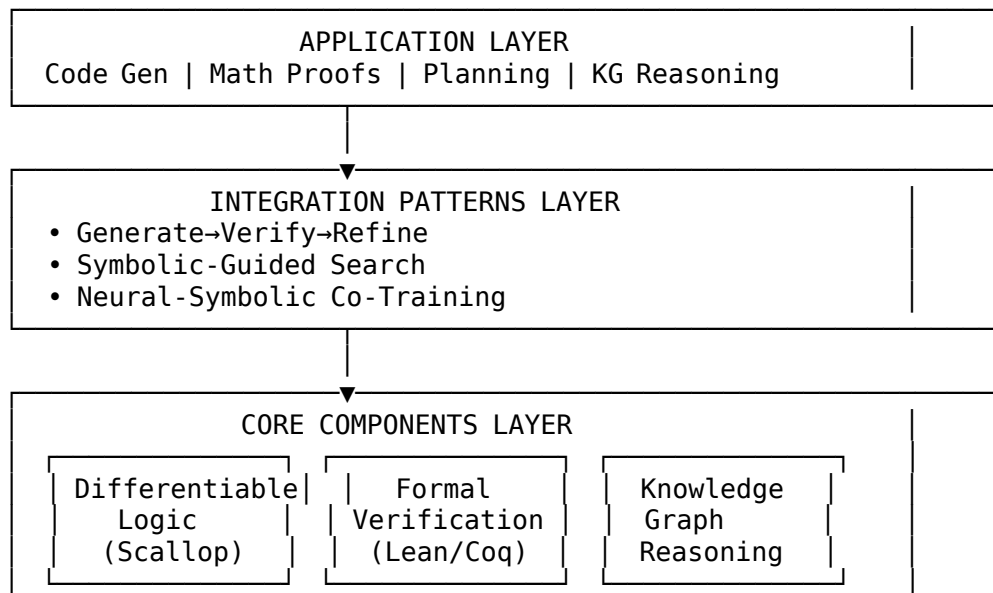 APPLICATION LAYER
Code Gen | Math Proofs | Planning | KG Reasoning
INTEGRATION PATTERNS LAYER
• Generate→Verify→Refine
• Symbolic-Guided Search
• Neural-Symbolic Co-Training
CORE COMPONENTS LAYER
Differentiable Formal Knowledge
Logic Verification Graph
(Scallop) (Lean/Coq) Reasoning